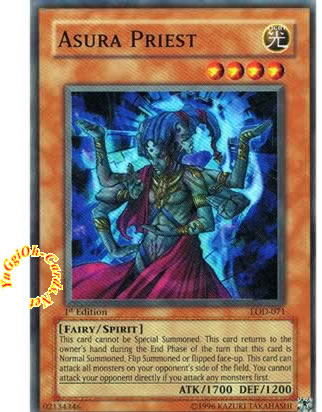 ASURA PRIEST
LIGHT
光
1st Edition
LOD-071
[FAIRY/SPIRIT]
This card cannot be Special Summoned. This card returns to the
owner's hand during the End Phase of the turn that this card is
Normal Summoned, Flip Summoned or flipped face-up. This card can
attack all monsters on your opponent's side of the field. You cannot
attack your opponent directly if you attack any monsters first.
ATK/1700 DEF/1200
02134346
©1996 KAZUKI TAKAHASHI